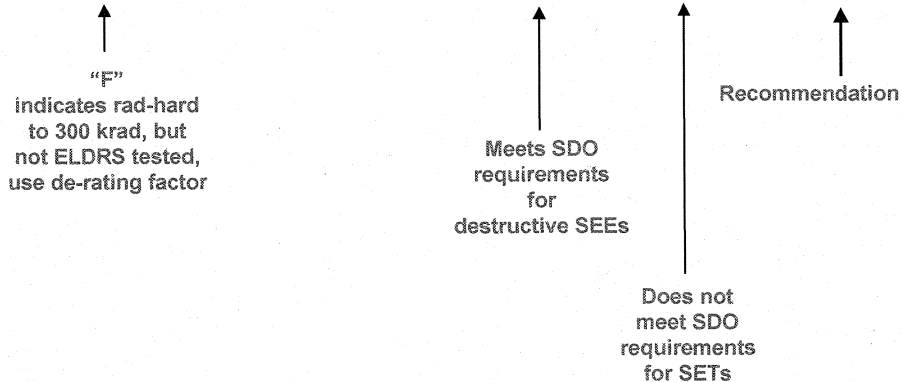 “F”
indicates rad-hard
to 300 krad, but
not ELDRS tested,
use de-rating factor
Meets SDO
requirements
for
destructive SEEs
Does not
meet SDO
requirements
for SETs
Recommendation